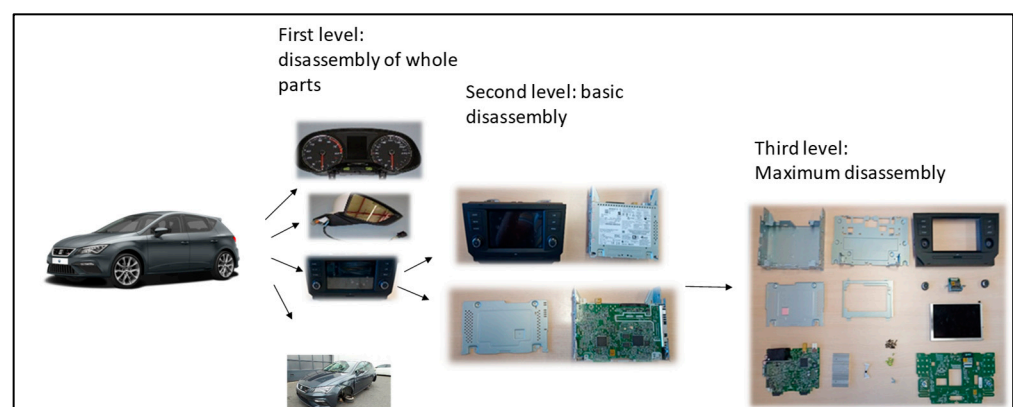 First level:
disassembly of whole
parts
Second level: basic
disassembly
Third level:
Maximum disassembly